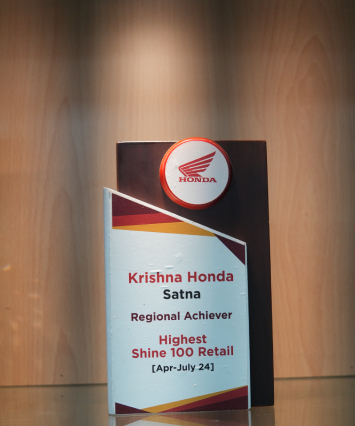 HONDA
Krishna Honda
Satna
Regional Achiever
Highest
Shine 100 Retail
[Apr-July 24]